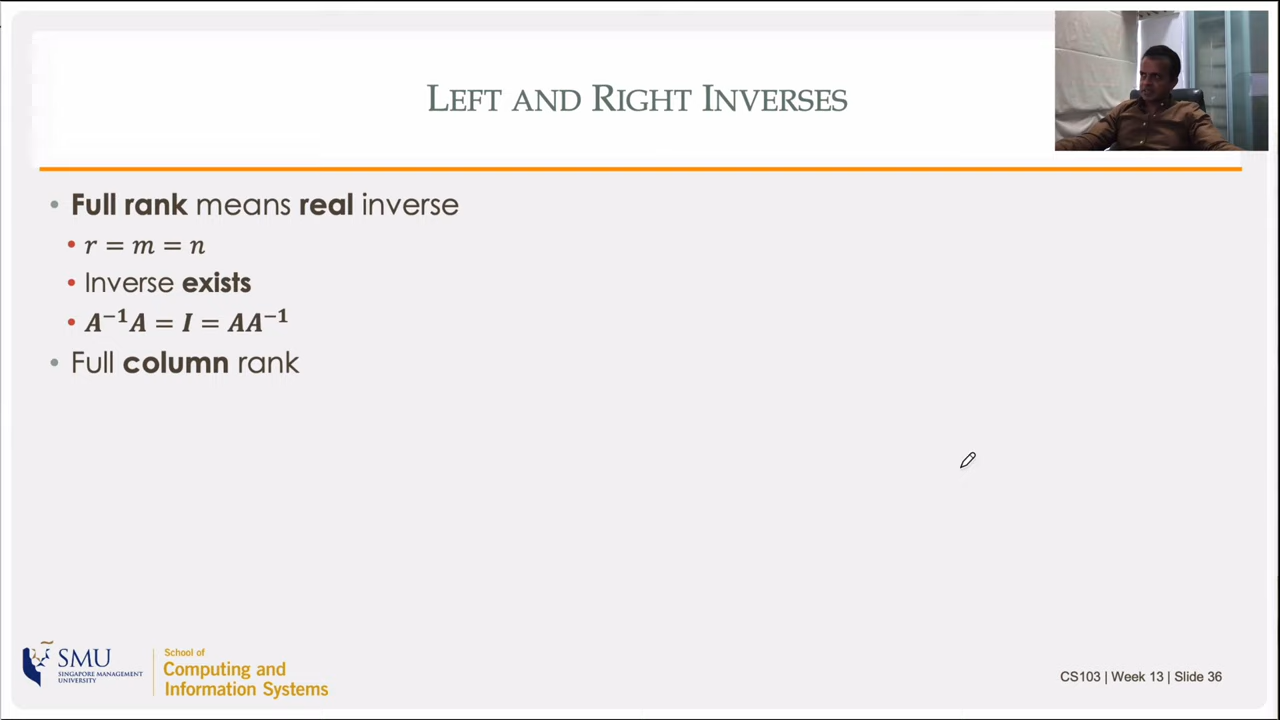 LEFT AND RIGHT INVERSES
• Full rank means real inverse
• r = m = n
• Inverse exists
• A⁻¹A = I = AA⁻¹
• Full column rank
SMU
SINGAPORE MANAGEMENT
UNIVERSITY
School of
Computing and
Information Systems
CS103 | Week 13 | Slide 36